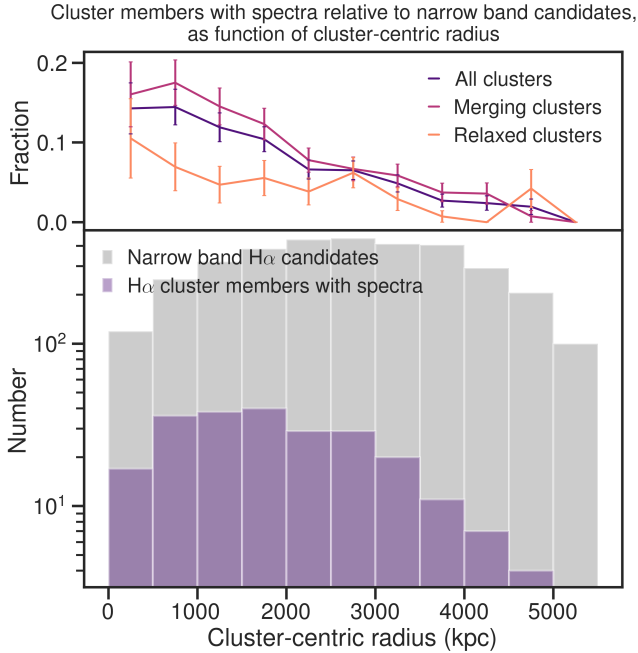 Cluster members with spectra relative to narrow band candidates,
as function of cluster-centric radius
0.2
0.1
0.0
Fraction
All clusters
Merging clusters
Relaxed clusters
Narrow band Hα candidates
Hα cluster members with spectra
10²
10¹
Number
0 1000 2000 3000 4000 5000
Cluster-centric radius (kpc)